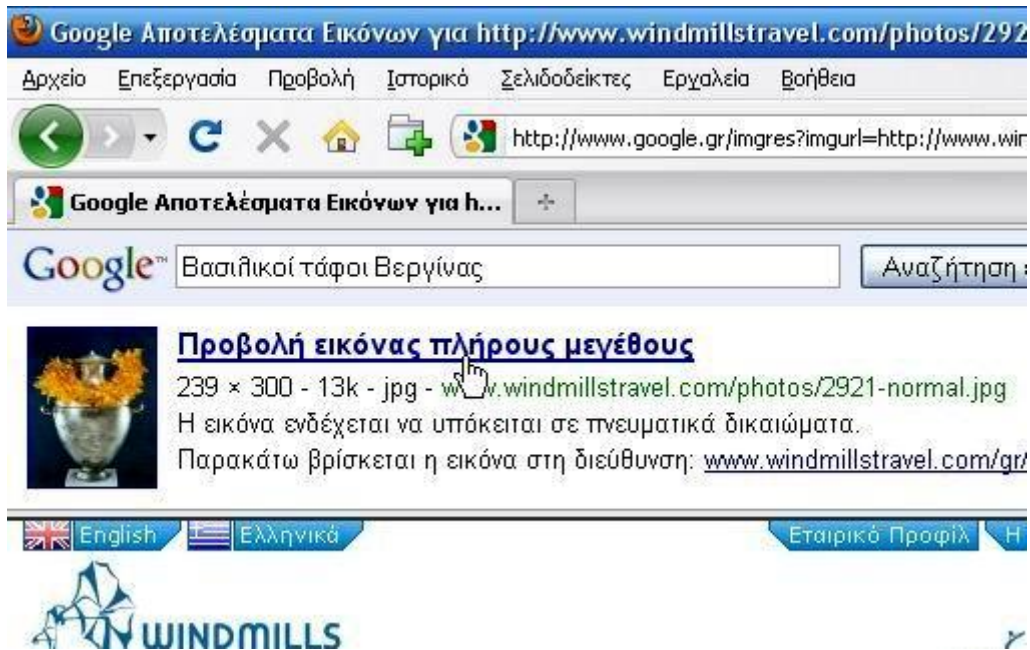 Google Αποτελέσματα Εικόνων για http://www.windmillstravel.com/photos/292
Αρχείο Επεξεργασία Προβολή Ιστορικό Σελιδοδείκτες Εργαλεία Βοήθεια
http://www.google.gr/imgres?imgurl=http://www.win
Google Αποτελέσματα Εικόνων για h...
Google™ Βασιλικοί τάφοι Βεργίνας Αναζήτηση ε
Προβολή εικόνας πλήρους μεγέθους
239 × 300 - 13k - jpg - www.windmillstravel.com/photos/2921-normal.jpg
Η εικόνα ενδέχεται να υπόκειται σε πνευματικά δικαιώματα.
Παρακάτω βρίσκεται η εικόνα στη διεύθυνση: www.windmillstravel.com/gr/
English Ελληνικά Εταιρικό Προφίλ Η
WINDMILLS